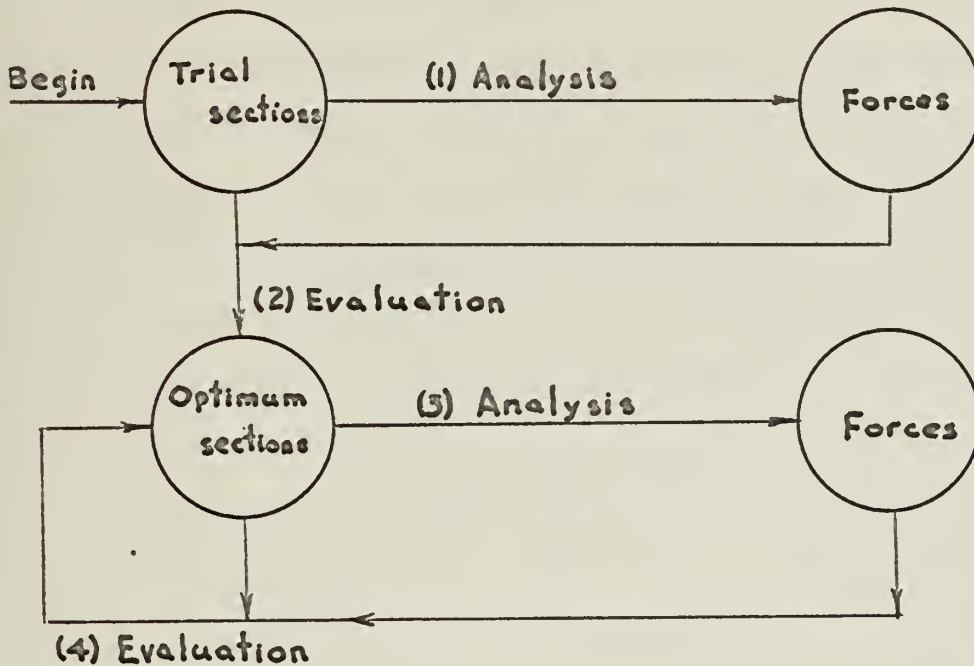 Begin
Trial
sections
(1) Analysis
Forces
(2) Evaluation
Optimum
sections
(3) Analysis
Forces
(4) Evaluation